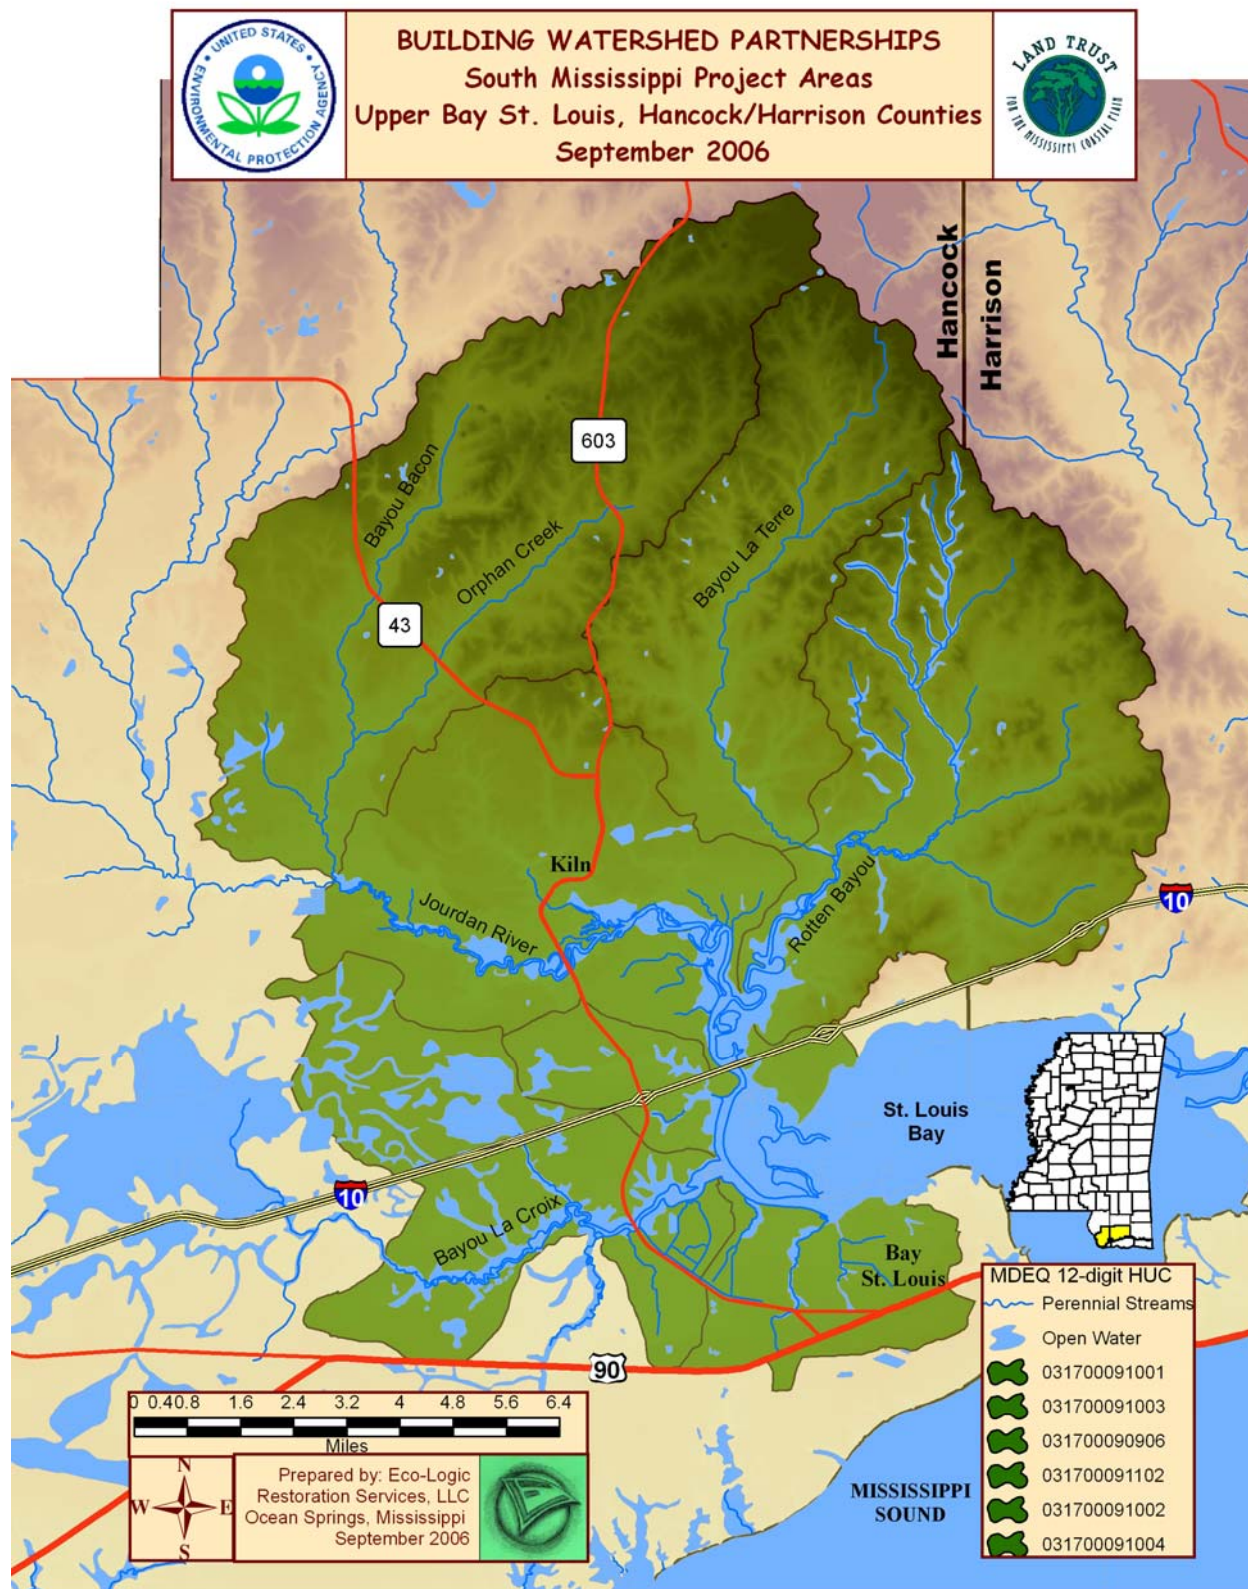 BUILDING WATERSHED PARTNERSHIPS
South Mississippi Project Areas
Upper Bay St. Louis, Hancock/Harrison Counties
September 2006
UNITED STATES
ENVIRONMENTAL PROTECTION AGENCY
LAND TRUST
FOR THE MISSISSIPPI COASTAL PLAIN
Hancock
Harrison
603
Bayou Bacon
Orphan Creek
Bayou La Terre
43
Kiln
Rotten Bayou
Jourdan River
10
St. Louis
Bay
10
Bayou La Croix
Bay
St. Louis
90
MDEQ 12-digit HUC
Perennial Streams
Open Water
031700091001
031700091003
031700090906
031700091102
031700091002
031700091004
0 0.4 0.8 1.6 2.4 3.2 4 4.8 5.6 6.4
Miles
N
W E
S
Prepared by: Eco-Logic
Restoration Services, LLC
Ocean Springs, Mississippi
September 2006
MISSISSIPPI
SOUND